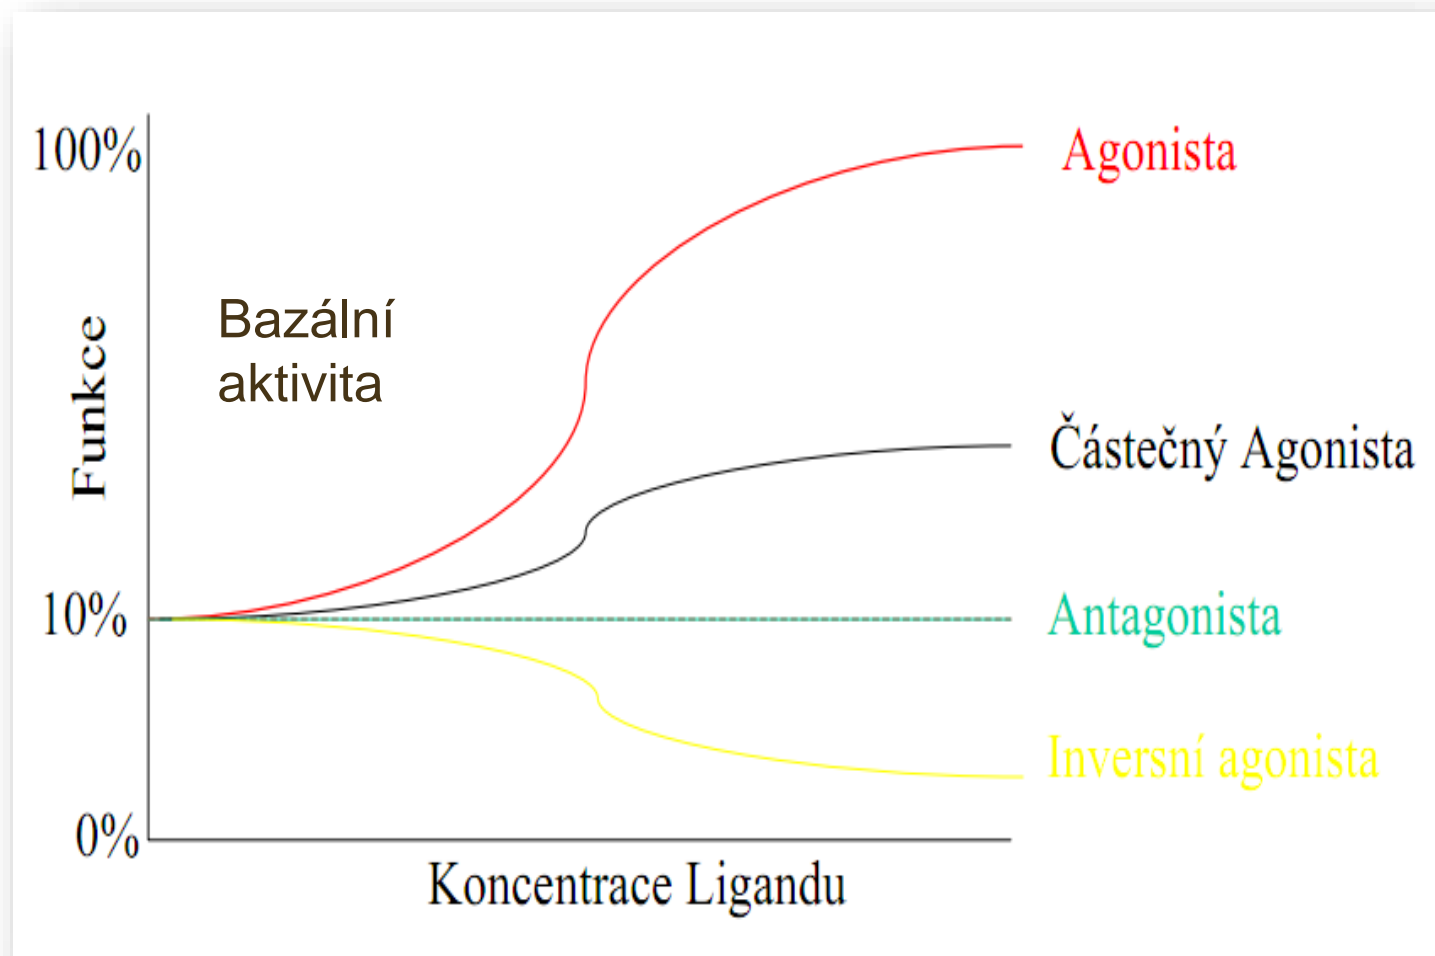 100%
Agonista
Bazální
aktivita
Funkce
Částečný Agonista
10%
Antagonista
Inversní agonista
0%
Koncentrace Ligandu